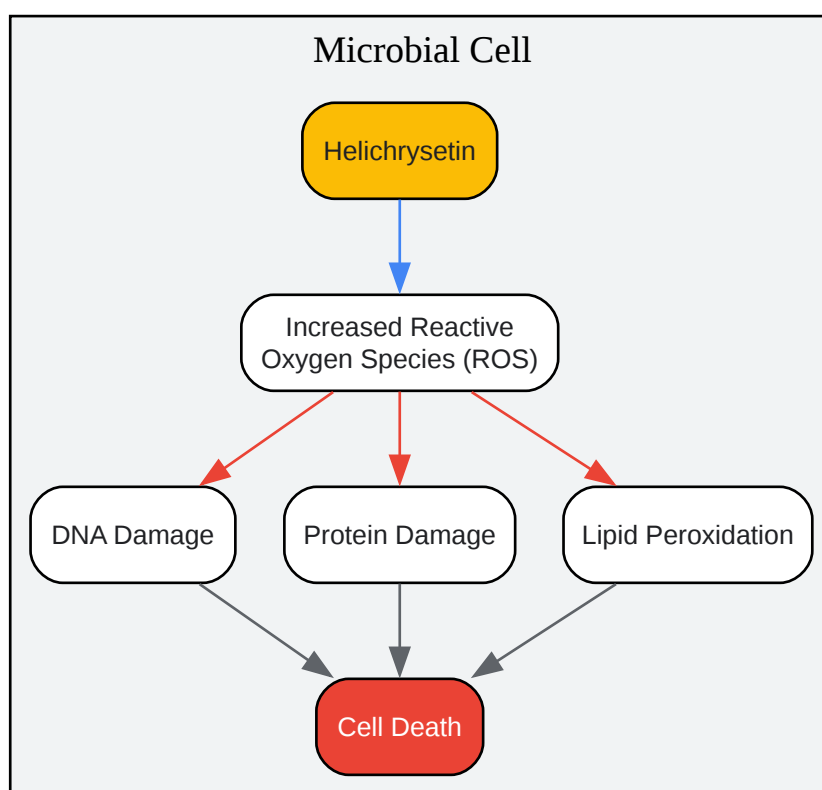 Microbial Cell
Helichrysetin
Increased Reactive
Oxygen Species (ROS)
DNA Damage
Protein Damage
Lipid Peroxidation
Cell Death